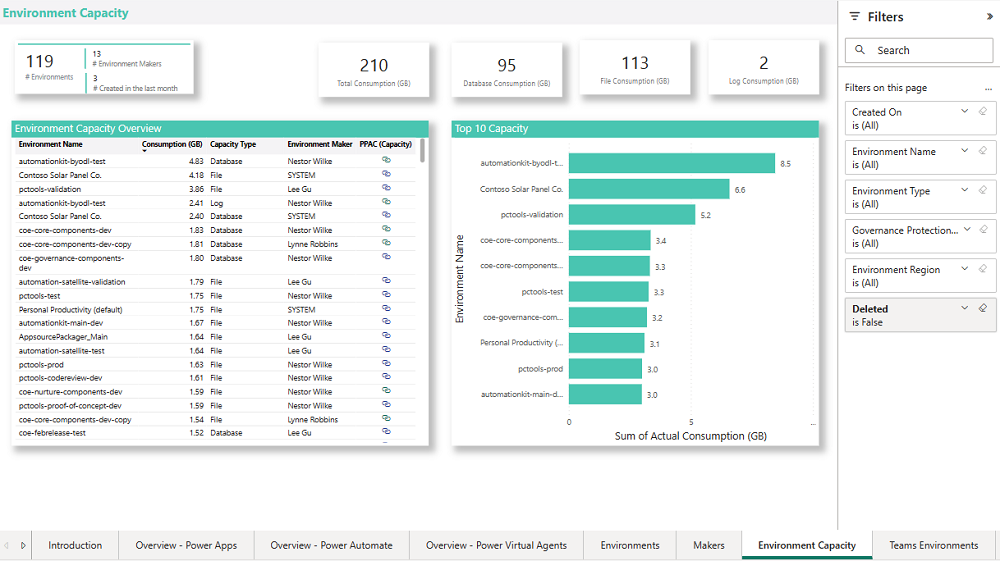 Environment Capacity
119
# Environments
13
# Environment Makers
3
# Created in the last month
210
Total Consumption (GB)
95
Database Consumption (GB)
113
File Consumption (GB)
2
Log Consumption (GB)
Environment Capacity Overview
Environment Name Consumption (GB) Capacity Type Environment Maker PPAC (Capacity)
automationkit-byodl-test 4.83 Database Nestor Wilke
Contoso Solar Panel Co. 4.18 File SYSTEM
pctools-validation 3.86 File Lee Gu
automationkit-byodl-test 2.41 Log Nestor Wilke
Contoso Solar Panel Co. 2.40 Database SYSTEM
coe-core-components-dev 1.83 Database Nestor Wilke
coe-core-components-dev-copy 1.81 Database Lynne Robbins
coe-governance-components-
dev 1.80 Database Nestor Wilke
automation-satellite-validation 1.79 File Lee Gu
pctools-test 1.75 File Nestor Wilke
Personal Productivity (default) 1.75 File SYSTEM
automationkit-main-dev 1.67 File Nestor Wilke
AppsourcePackager_Main 1.64 File Lee Gu
automation-satellite-test 1.64 File Lee Gu
pctools-prod 1.63 File Nestor Wilke
pctools-codereview-dev 1.61 File Nestor Wilke
coe-nurture-components-dev 1.59 File Nestor Wilke
pctools-proof-of-concept-dev 1.59 File Nestor Wilke
coe-core-components-dev-copy 1.54 File Lynne Robbins
coe-febrelease-test 1.52 Database Lee Gu
Top 10 Capacity
Environment Name
automationkit-byodl-t... 8.5
Contoso Solar Panel Co. 6.6
pctools-validation 5.2
coe-core-components... 3.4
coe-core-components... 3.3
pctools-test 3.3
coe-governance-com... 3.2
Personal Productivity (... 3.1
pctools-prod 3.0
automationkit-main-d... 3.0
0 5 ...
Sum of Actual Consumption (GB)
Filters
Search
Filters on this page ...
Created On
is (All)
Environment Name
is (All)
Environment Type
is (All)
Governance Protection...
is (All)
Environment Region
is (All)
Deleted
is False
Introduction Overview - Power Apps Overview - Power Automate Overview - Power Virtual Agents Environments Makers Environment Capacity Teams Environments